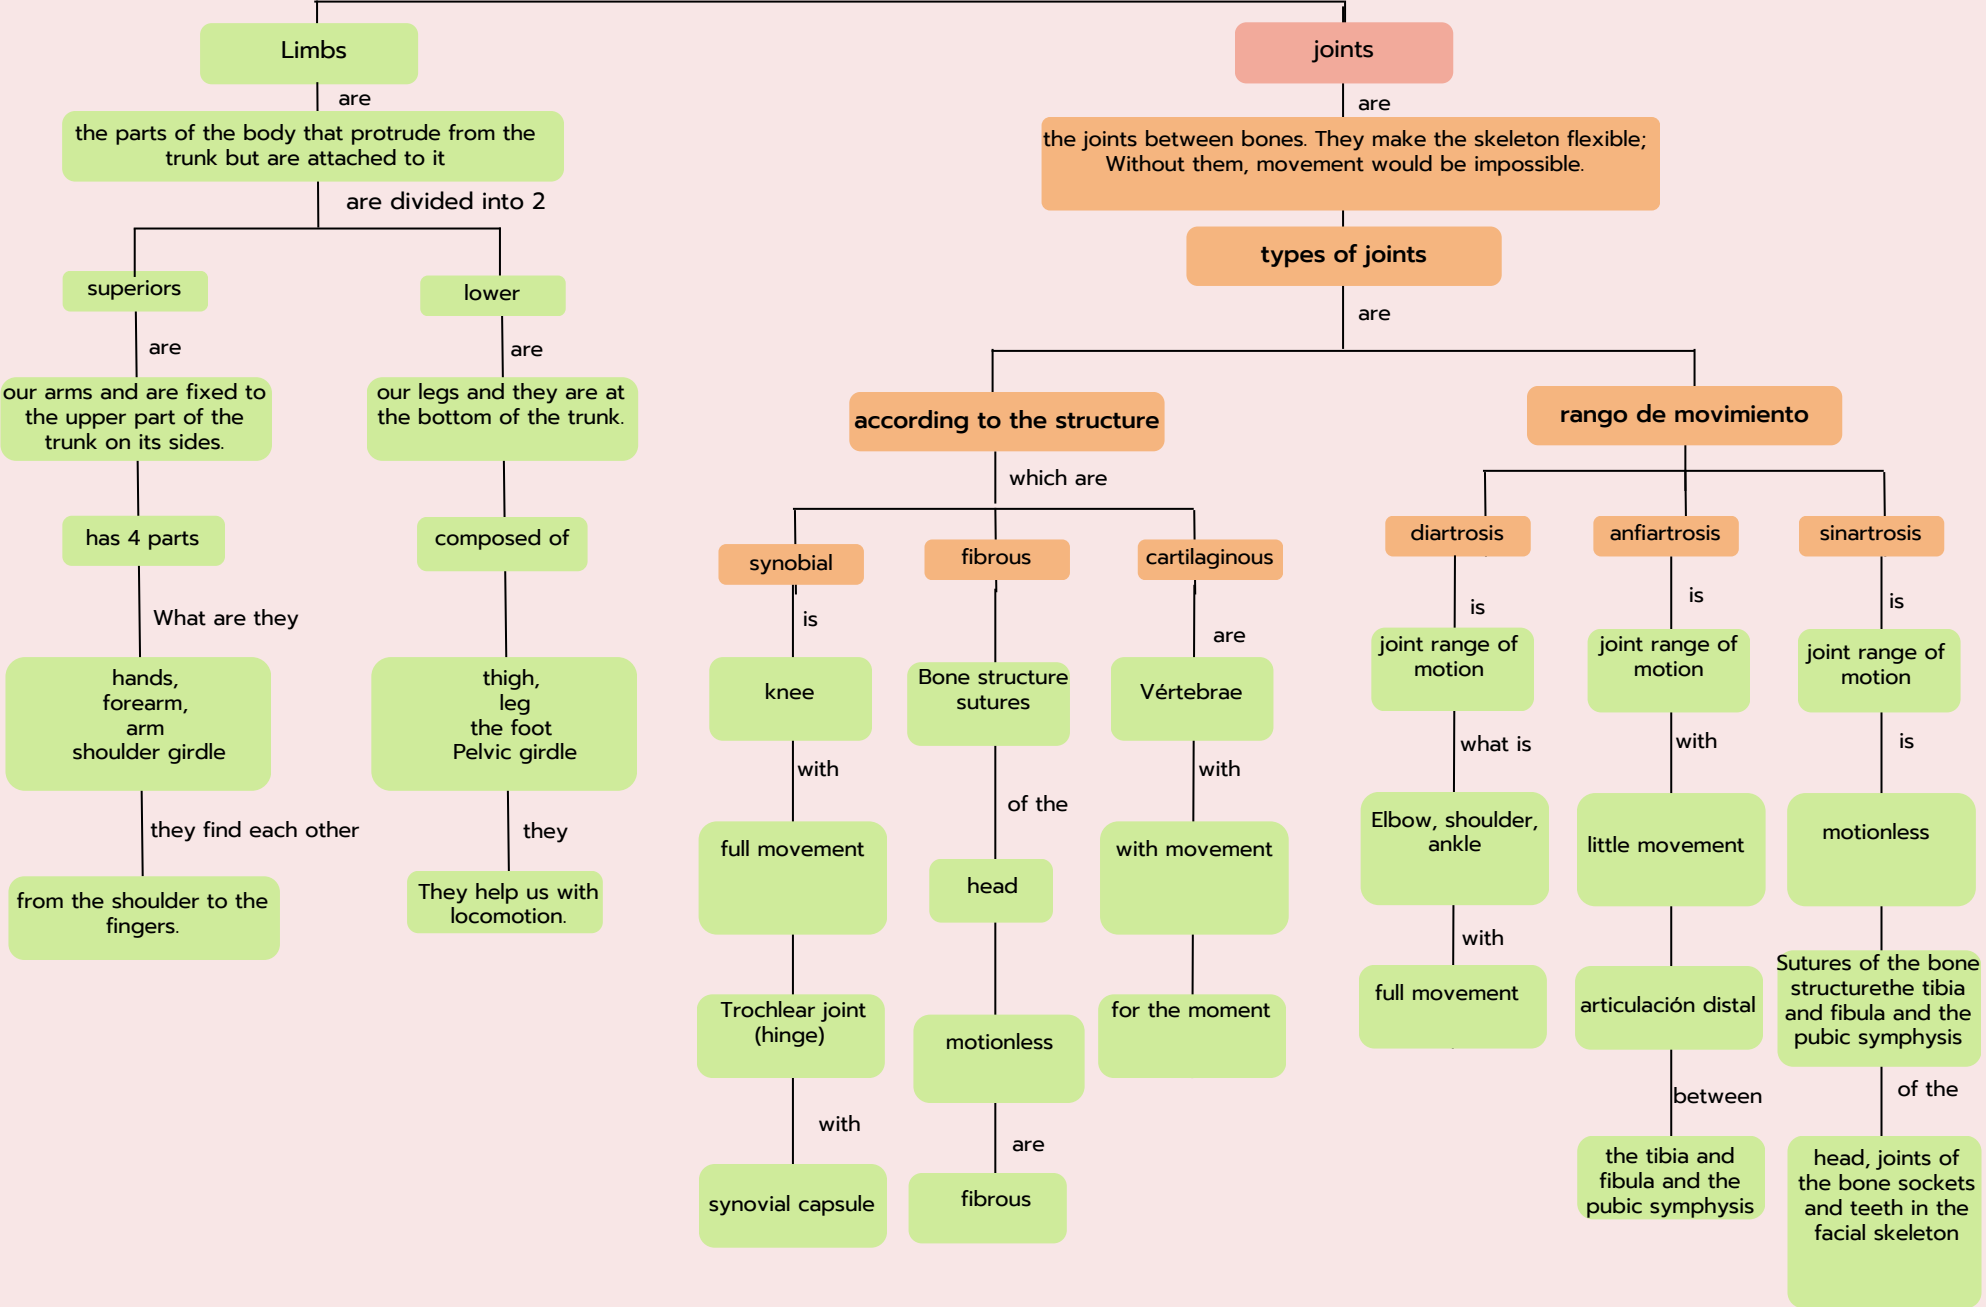 Limbs
are
the parts of the body that protrude from the
trunk but are attached to it
are divided into 2
superiors
are
our arms and are fixed to
the upper part of the
trunk on its sides.
has 4 parts
What are they
hands,
forearm,
arm
shoulder girdle
they find each other
from the shoulder to the
fingers.
lower
are
our legs and they are at
the bottom of the trunk.
composed of
thigh,
leg
the foot
Pelvic girdle
they
They help us with
locomotion.
joints
are
the joints between bones. They make the skeleton flexible;
Without them, movement would be impossible.
types of joints
are
according to the structure
which are
synobial
is
knee
with
full movement
Trochlear joint
(hinge)
with
synovial capsule
fibrous
Bone structure
sutures
of the
head
motionless
are
fibrous
cartilaginous
are
Vértebrae
with
with movement
for the moment
rango de movimiento
diartrosis
is
joint range of
motion
what is
Elbow, shoulder,
ankle
with
full movement
anfiartrosis
is
joint range of
motion
with
little movement
articulación distal
between
the tibia and
fibula and the
pubic symphysis
sinartrosis
is
joint range of
motion
is
motionless
Sutures of the bone
structurethe tibia
and fibula and the
pubic symphysis
of the
head, joints of
the bone sockets
and teeth in the
facial skeleton